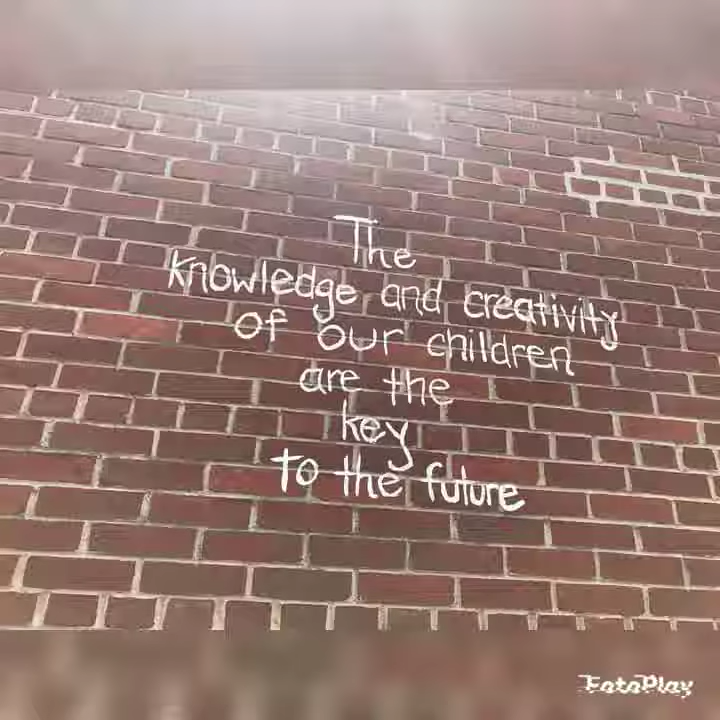 The
knowledge and creativity
of our children
are the
key
to the future
FotoPlay